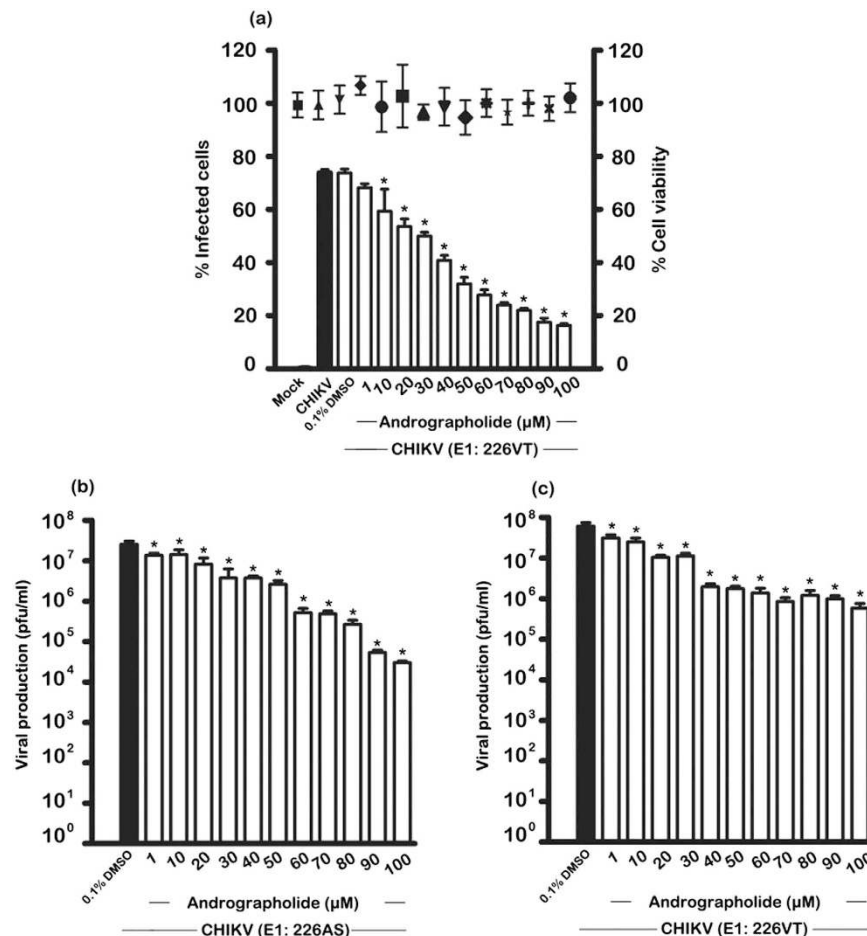 (a)
120
100
80
60
40
20
0
% Infected cells
120
100
80
60
40
20
0
% Cell viability
* * * * * * * * * *
Mock CHIKV 0.1% DMSO 1 10 20 30 40 50 60 70 80 90 100
Andrographolide (µM)
CHIKV (E1: 226VT)
(b)
10⁸
10⁷
10⁶
10⁵
10⁴
10³
10²
10¹
10⁰
Viral production (pfu/ml)
* * * * * * * * * * *
0.1% DMSO 1 10 20 30 40 50 60 70 80 90 100
Andrographolide (µM)
CHIKV (E1: 226AS)
(c)
10⁸
10⁷
10⁶
10⁵
10⁴
10³
10²
10¹
10⁰
Viral production (pfu/ml)
* * * * * * * * * * *
0.1% DMSO 1 10 20 30 40 50 60 70 80 90 100
Andrographolide (µM)
CHIKV (E1: 226VT)